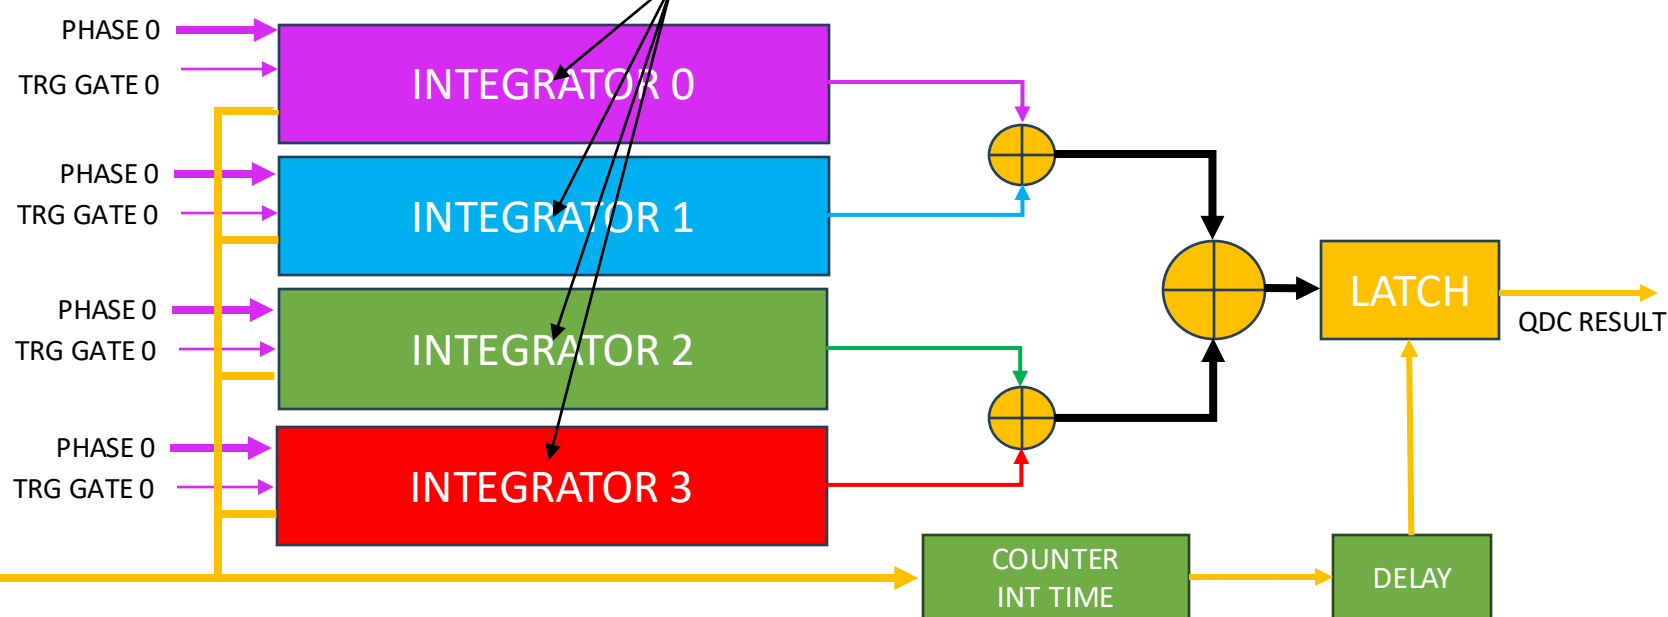 PHASE 0
TRG GATE 0
INTEGRATOR 0
PHASE 0
TRG GATE 0
INTEGRATOR 1
PHASE 0
TRG GATE 0
INTEGRATOR 2
PHASE 0
TRG GATE 0
INTEGRATOR 3
LATCH
QDC RESULT
COUNTER
INT TIME
DELAY